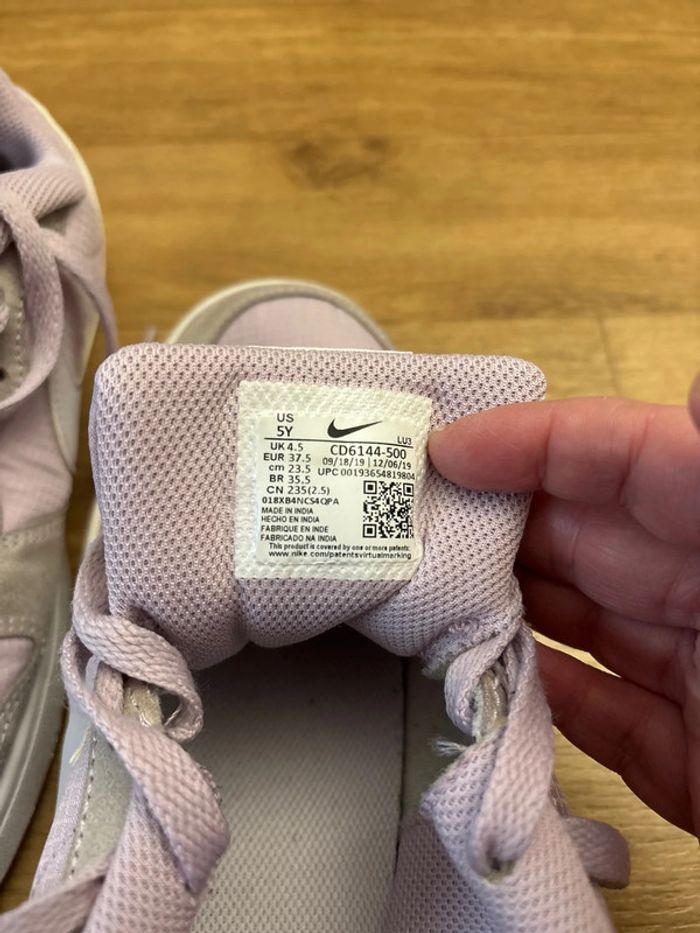 US
5Y
LU3
UK 4.5 CD6144-500
EUR 37.5 09/18/19 | 12/06/19
cm 23.5 UPC 00193654819804
BR 35.5
CN 235(2.5)
018XB4NCS4QPA
MADE IN INDIA
HECHO EN INDIA
FABRIQUE EN INDE
FABRICADO NA INDIA
This product is covered by one or more patents:
www.nike.com/patentsvirtualmarking